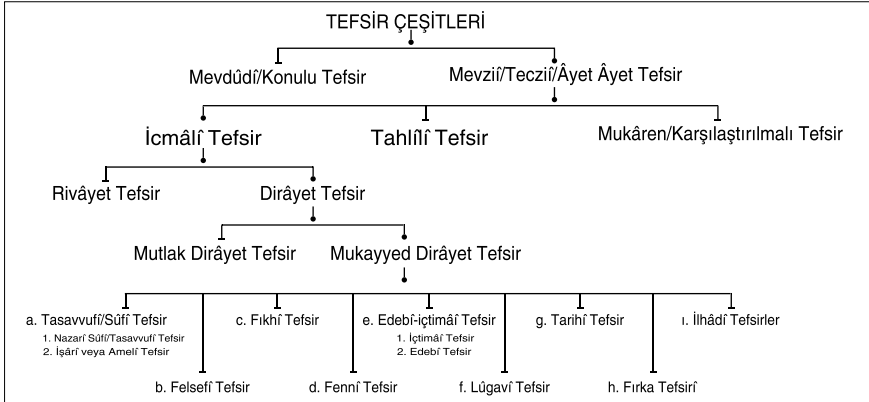 TEFSİR ÇEŞİTLERİ
Mevdûdî/Konulu Tefsir
Mevziî/Tecziî/Âyet Âyet Tefsir
İcmâlî Tefsir
Tahlîlî Tefsir
Mukâren/Karşılaştırılmalı Tefsir
Rivâyet Tefsir
Dirâyet Tefsir
Mutlak Dirâyet Tefsir
Mukayyed Dirâyet Tefsir
a. Tasavvufî/Sûfî Tefsir
1. Nazarî Sûfî/Tasavvufî Tefsir
2. İşârî veya Amelî Tefsir
b. Felsefî Tefsir
c. Fıkhî Tefsir
d. Fennî Tefsir
e. Edebî-içtimâî Tefsir
1. İçtimâî Tefsir
2. Edebî Tefsir
f. Lûgavî Tefsir
g. Tarihî Tefsir
h. Fırka Tefsirî
ı. İlhâdî Tefsirler